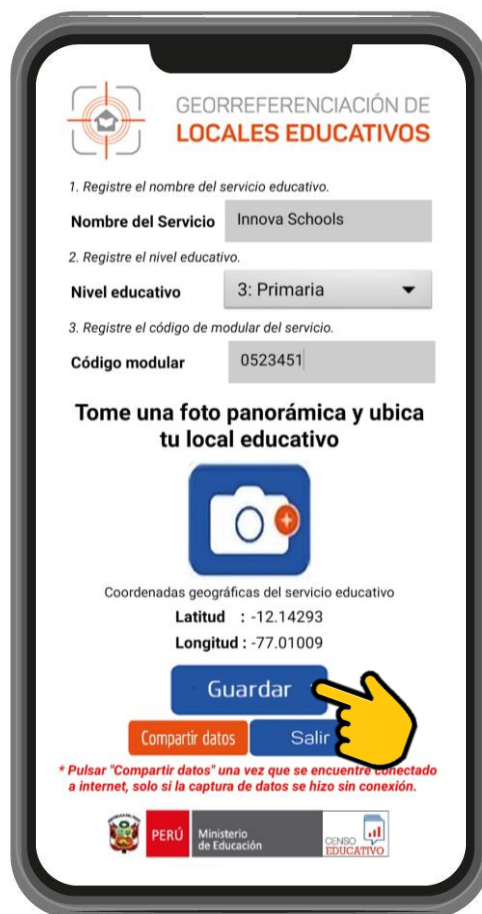 GEORREFERENCIACIÓN DE
LOCALES EDUCATIVOS
1. Registre el nombre del servicio educativo.
Nombre del Servicio Innova Schools
2. Registre el nivel educativo.
Nivel educativo 3: Primaria
3. Registre el código de modular del servicio.
Código modular 0523451
Tome una foto panorámica y ubica
tu local educativo
Coordenadas geográficas del servicio educativo
Latitud : -12.14293
Longitud : -77.01009
Guardar
Compartir datos Salir
* Pulsar "Compartir datos" una vez que se encuentre conectado
a internet, solo si la captura de datos se hizo sin conexión.
PERÚ
Ministerio
de Educación
CENSO
EDUCATIVO